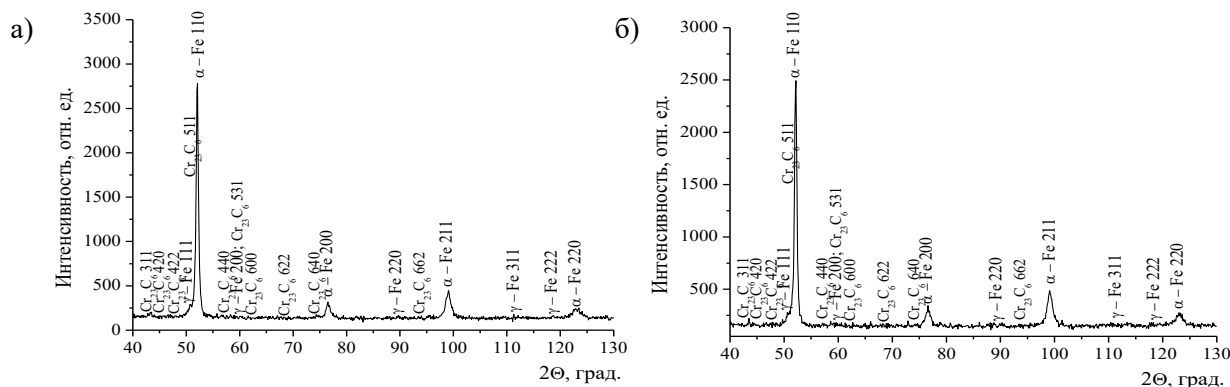 а)
Интенсивность, отн. ед.
3500
3000
2500
2000
1500
1000
500
0
Cr23C6 311
Cr23C6 420
Cr23C6 422
γ – Fe 111
Cr23C6 511
α – Fe 110
Cr23C6 440
γ – Fe 200; Cr23C6 531
Cr23C6 600
Cr23C6 622
Cr23C6 640
α – Fe 200
γ – Fe 220
Cr23C6 662
α – Fe 211
γ – Fe 311
γ – Fe 222
α – Fe 220
40 50 60 70 80 90 100 110 120 130
2Θ, град.
б)
Интенсивность, отн. ед.
3000
2500
2000
1500
1000
500
Cr23C6 311
Cr23C6 420
Cr23C6 422
γ – Fe 111
Cr23C6 511
α – Fe 110
Cr23C6 440
γ – Fe 200; Cr23C6 531
Cr23C6 600
Cr23C6 622
Cr23C6 640
α – Fe 200
γ – Fe 220
Cr23C6 662
α – Fe 211
γ – Fe 311
γ – Fe 222
α – Fe 220
40 50 60 70 80 90 100 110 120 130
2Θ, град.